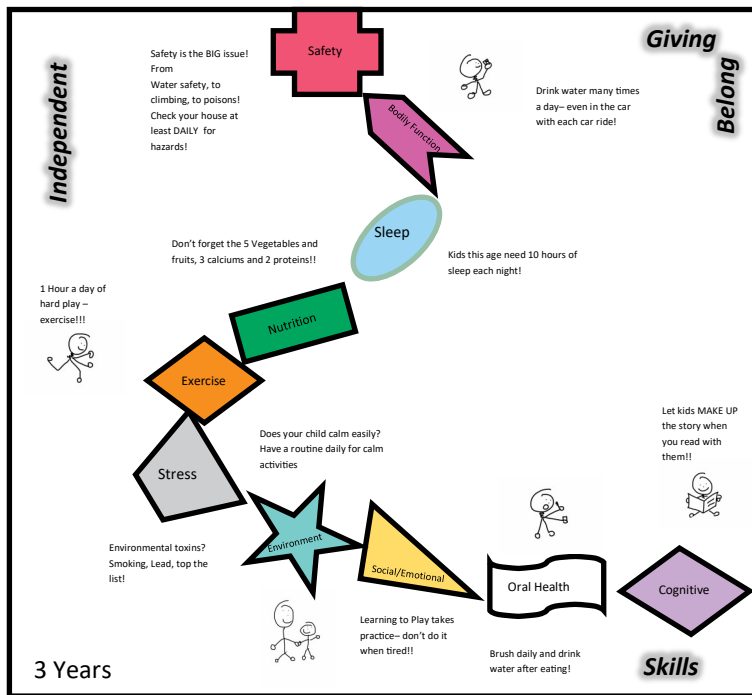 Safety
Giving
Belong
Independent
Safety is the BIG issue!
From
Water safety, to
climbing, to poisons!
Check your house at
least DAILY  for
hazards!
Drink water many times
a day– even in the car
with each car ride!
Bodily Function
Sleep
Don’t forget the 5 Vegetables and
fruits, 3 calciums and 2 proteins!!
Kids this age need 10 hours of
sleep each night!
1 Hour a day of
hard play –
exercise!!!
Nutrition
Exercise
Let kids MAKE UP
the story when
you read with
them!!
Does your child calm easily?
Have a routine daily for calm
activities
Stress
Environmental toxins?
Smoking, Lead, top the
list!
Environment
Social/Emotional
Oral Health
Cognitive
Learning to Play takes
practice– don’t do it
when tired!!
Brush daily and drink
water after eating!
3 Years
Skills